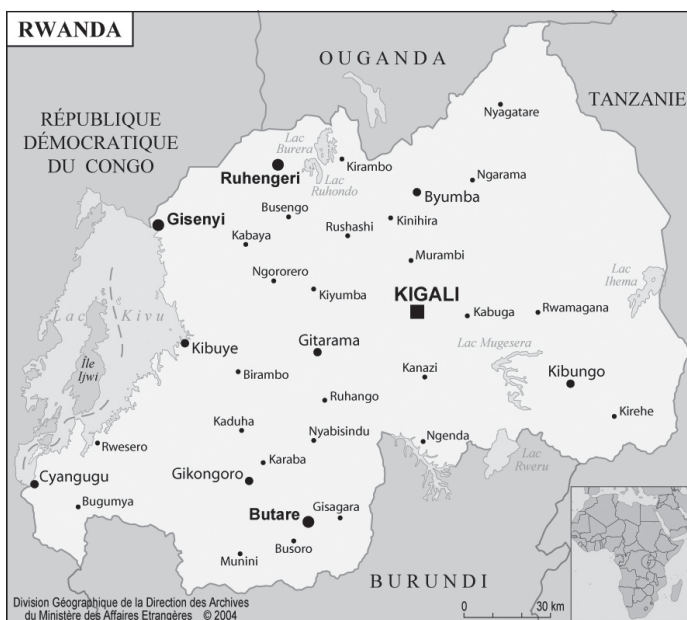 RWANDA
OUGANDA
TANZANIE
RÉPUBLIQUE
DÉMOCRATIQUE
DU CONGO
Nyagatare
Lac
Burera
Kirambo
Ruhengeri
Lac
Ruhondo
Ngarama
Byumba
Busengo
Gisenyi
Kinihira
Rushashi
Kabaya
Murambi
Ngororero
Kiyumba
KIGALI
Lac
Ihema
Kabuga
Rwamagana
Lac Kivu
Kibuye
Gitarama
Lac Mugesera
Île
Ijwi
Birambo
Kanazi
Kibungo
Ruhango
Kirehe
Kaduha
Nyabisindu
Ngenda
Rwesero
Karaba
Lac
Rweru
Cyangugu
Gikongoro
Bugumya
Butare
Gisagara
Busoro
Munini
BURUNDI
Division Géographique de la Direction des Archives
du Ministère des Affaires Etrangères © 2004
0 30 km